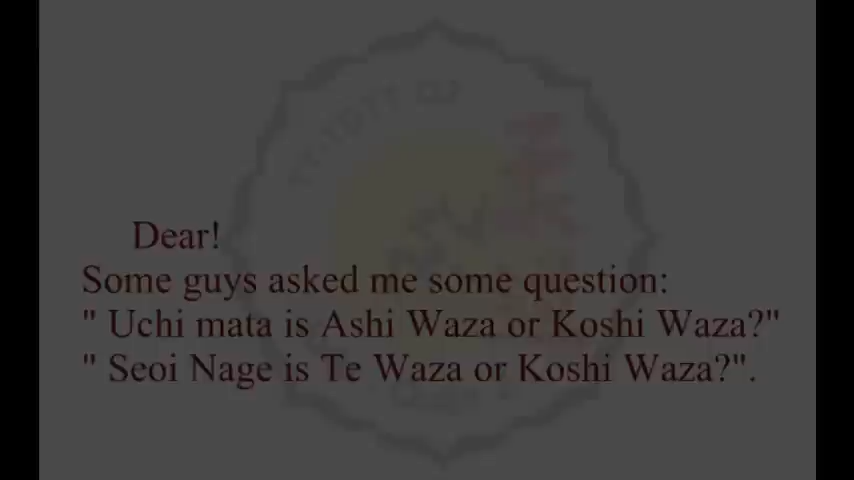 Dear!
Some guys asked me some question:
" Uchi mata is Ashi Waza or Koshi Waza?"
" Seoi Nage is Te Waza or Koshi Waza?".